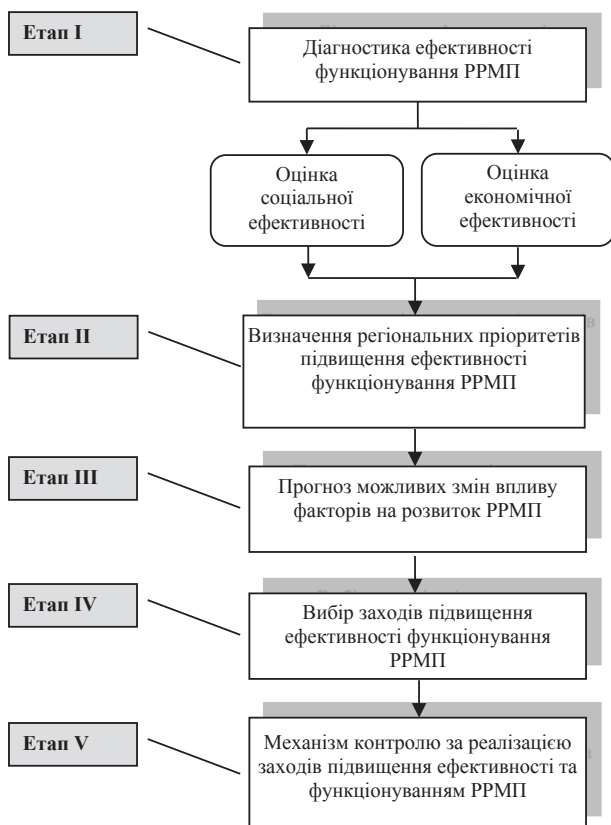 Етап I
Діагностика ефективності
функціонування РРМП
Оцінка
соціальної
ефективності
Оцінка
економічної
ефективності
Етап II
Визначення регіональних пріоритетів
підвищення ефективності
функціонування РРМП
Етап III
Прогноз можливих змін впливу
факторів на розвиток РРМП
Етап IV
Вибір заходів підвищення
ефективності функціонування
РРМП
Етап V
Механізм контролю за реалізацією
заходів підвищення ефективності та
функціонуванням РРМП